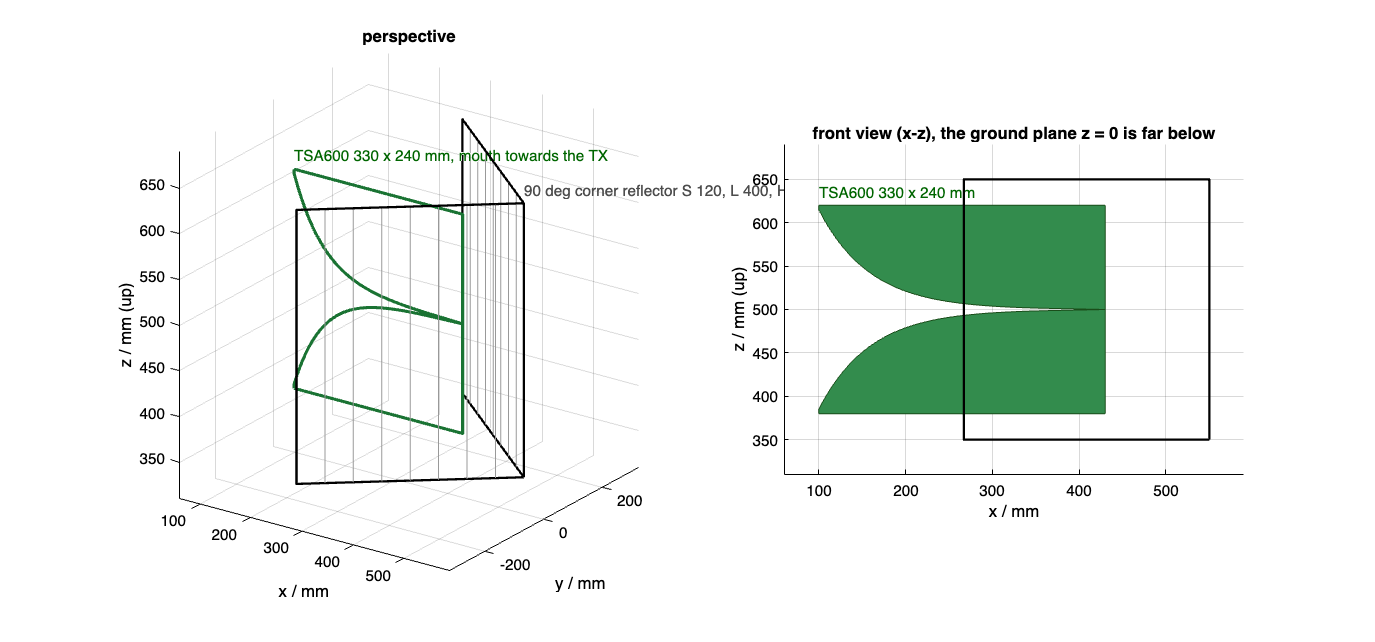 perspective
TSA600 330 x 240 mm, mouth towards the TX
90 deg corner reflector S 120, L 400, H
650
600
550
500
450
400
350
z / mm (up)
100
200
300
400
500
x / mm
-200
0
200
y / mm
front view (x-z), the ground plane z = 0 is far below
TSA600 330 x 240 mm
650
600
550
500
450
400
350
z / mm (up)
100
200
300
400
500
x / mm